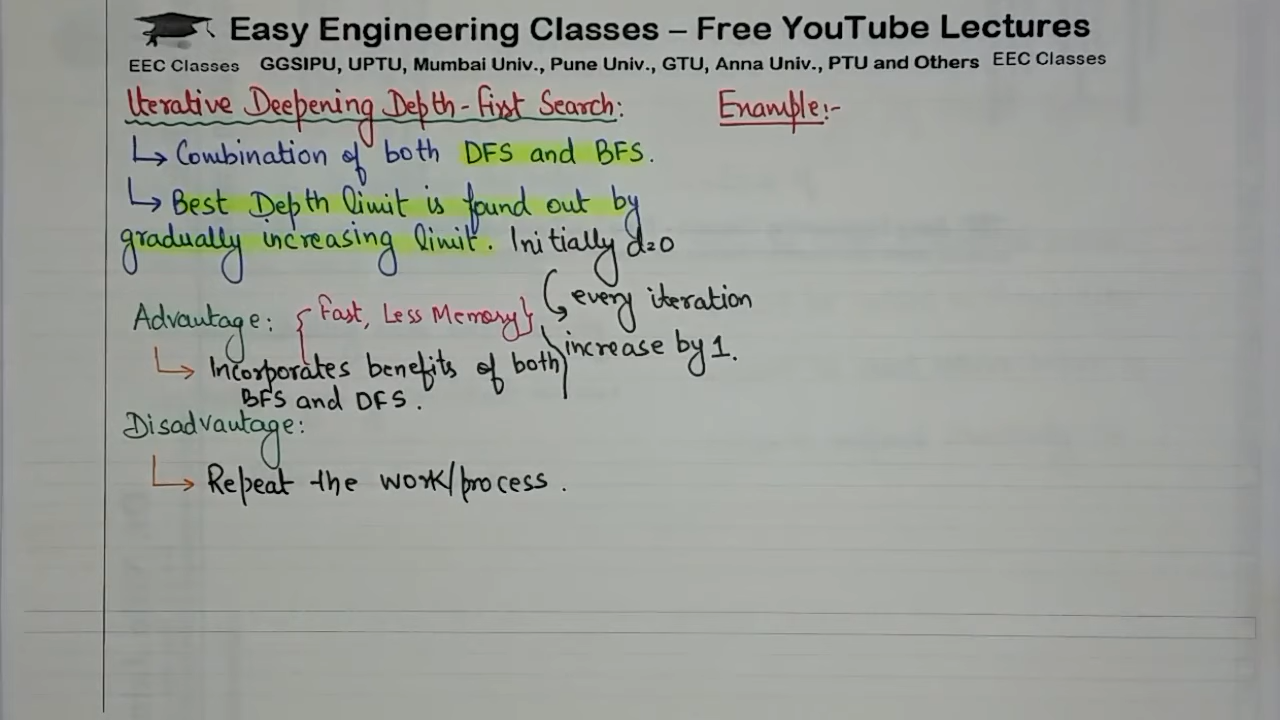 Easy Engineering Classes – Free YouTube Lectures
EEC Classes GGSIPU, UPTU, Mumbai Univ., Pune Univ., GTU, Anna Univ., PTU and Others EEC Classes
Iterative Deepening Depth-First Search:
↳ Combination of both DFS and BFS.
↳ Best Depth limit is found out by
gradually increasing limit. Initially d=0
every iteration
increase by 1.
Advantage: {Fast, Less Memory}
↳ Incorporates benefits of both
BFS and DFS.
Disadvantage:
↳ Repeat the work/process.
Example:-